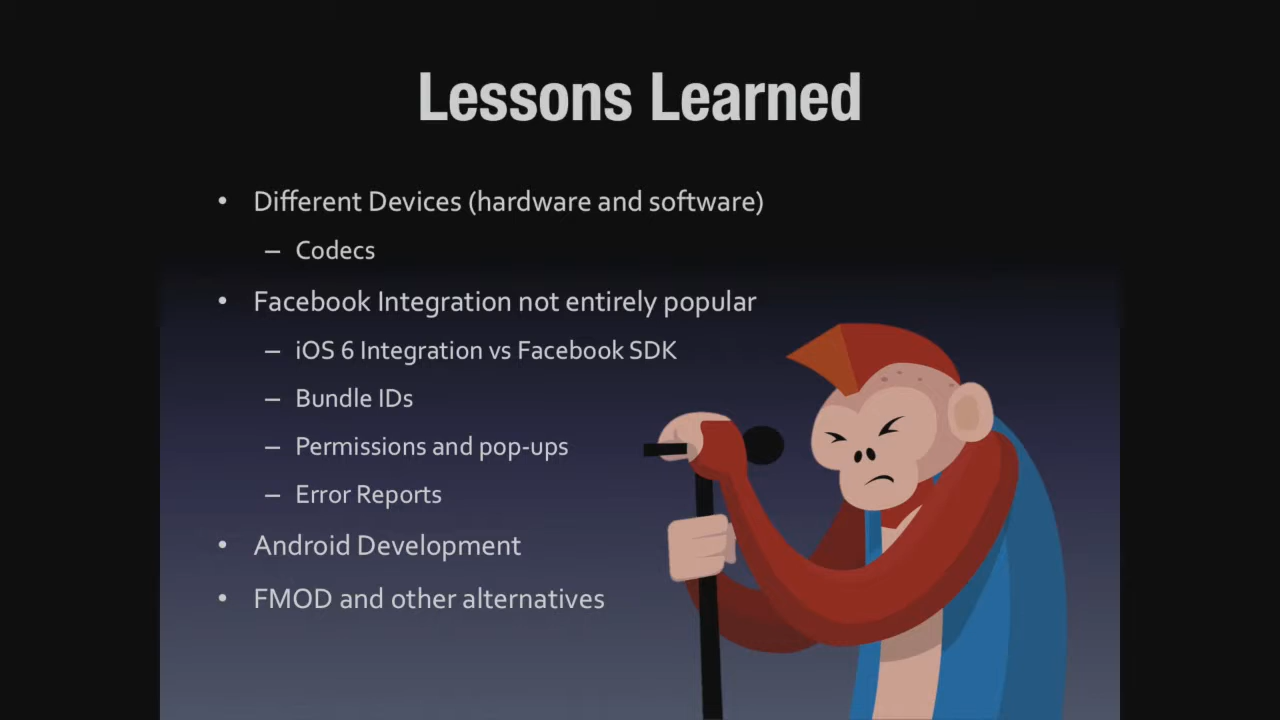 Lessons Learned
• Different Devices (hardware and software)
– Codecs
• Facebook Integration not entirely popular
– iOS 6 Integration vs Facebook SDK
– Bundle IDs
– Permissions and pop-ups
– Error Reports
• Android Development
• FMOD and other alternatives